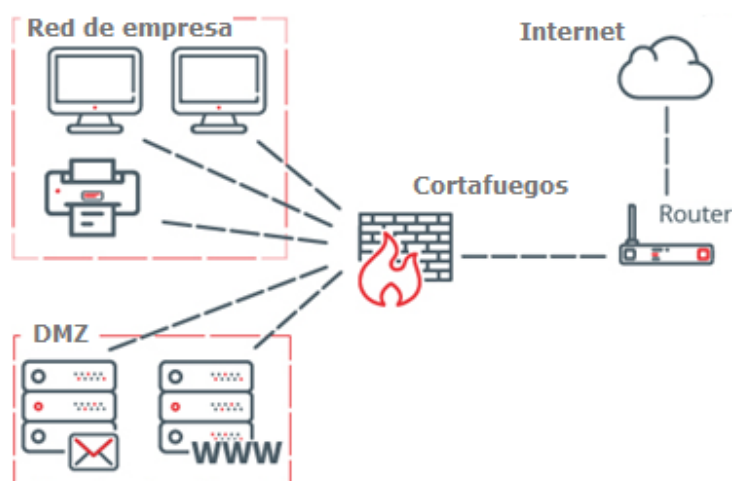 Red de empresa
Internet
Cortafuegos
Router
DMZ
WWW